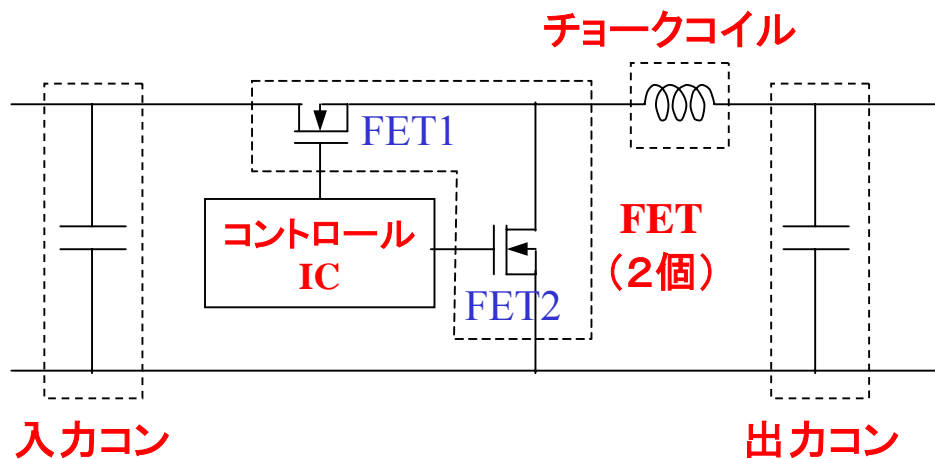 チョークコイル
FET1
コントロール
IC
FET
（２個）
FET2
入力コン
出力コン